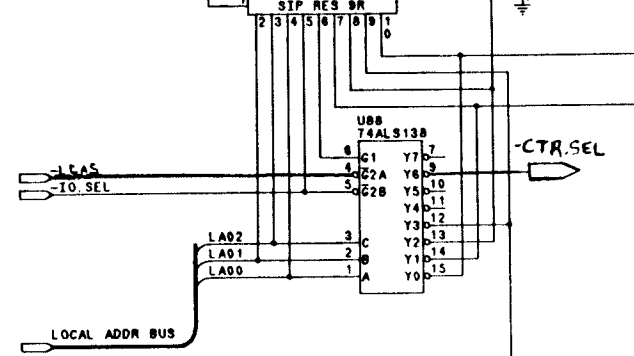 SIP RES 9R
2 3 4 5 6 7 8 9 1
0
U88
74ALS138
6 G1 Y7 7
-CTR.SEL
-LCAS 4 G2A Y6 9
-IO.SEL 5 G2B Y5 10
Y4 11
Y3 12
LA02 3 C Y2 13
LA01 2 B Y1 14
LA00 1 A Y0 15
LOCAL ADDR BUS